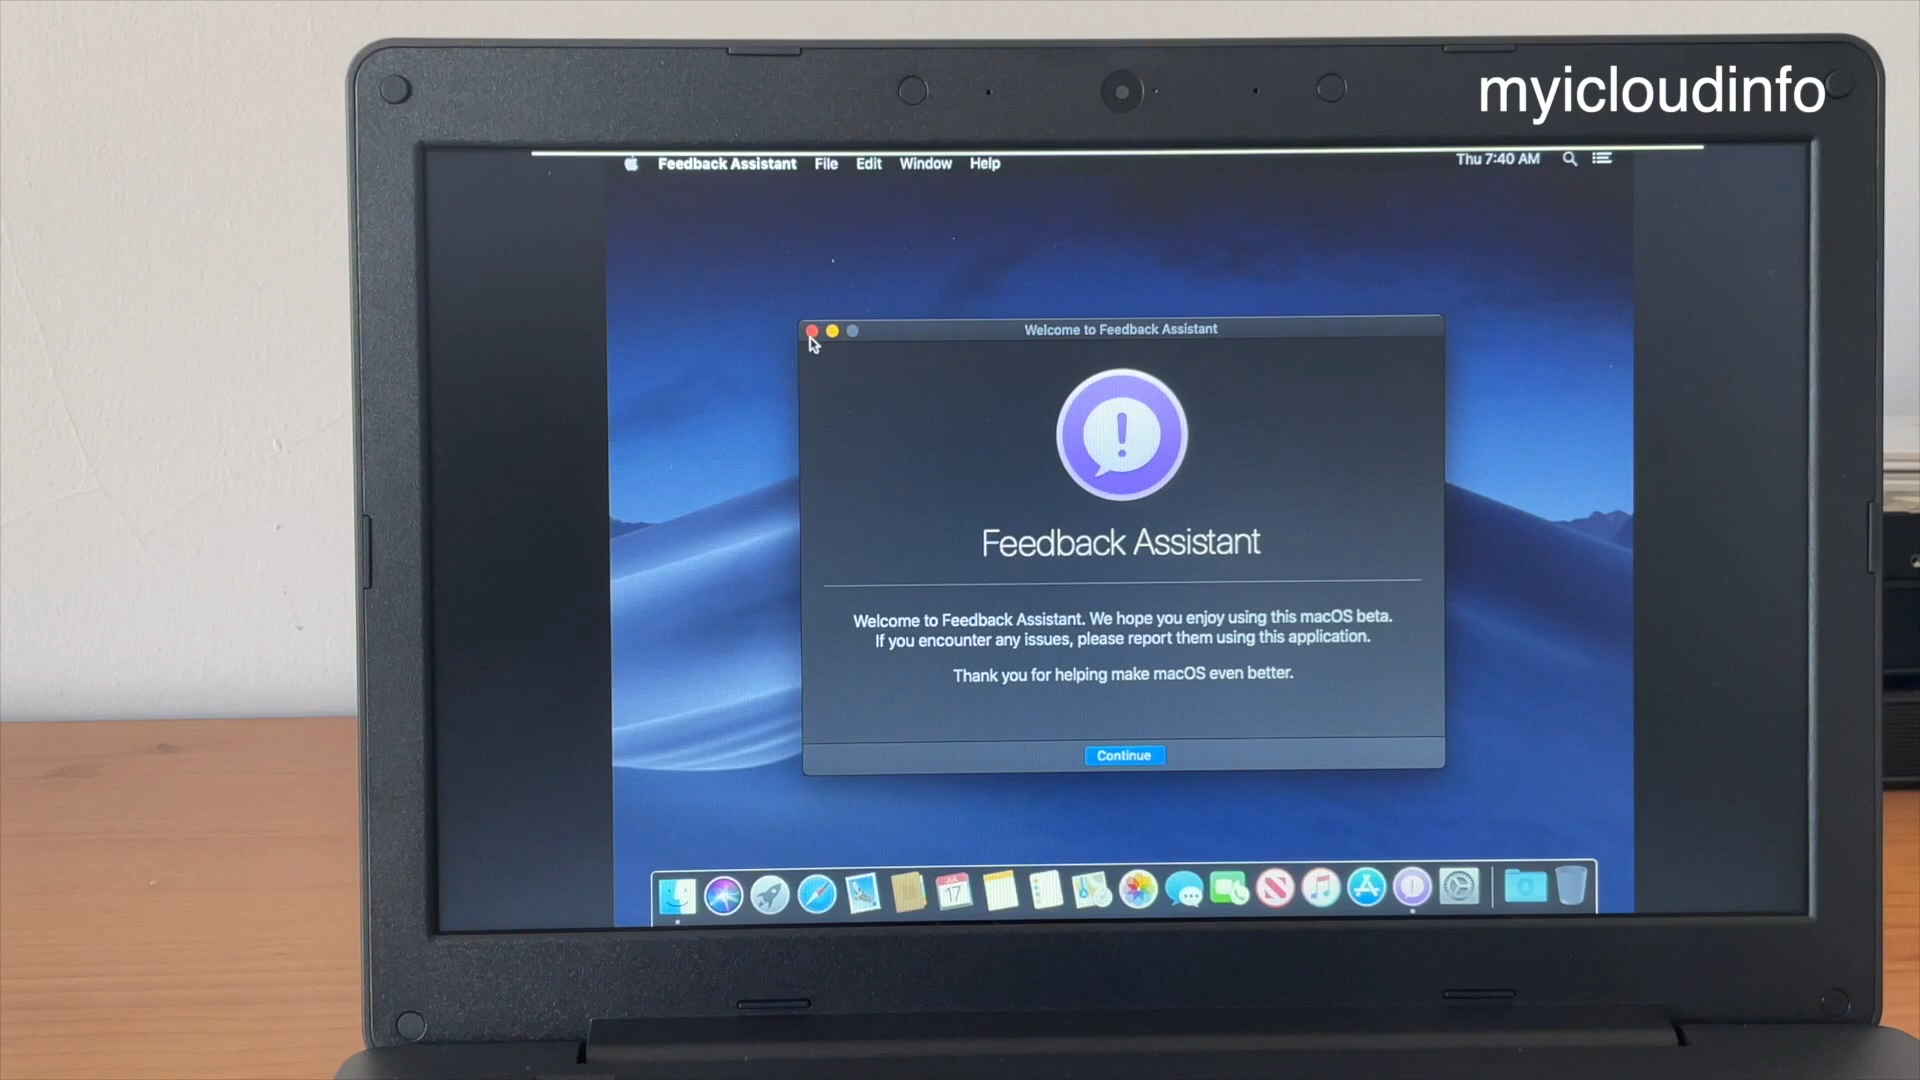 myicloudinfo
Feedback Assistant File Edit Window Help Thu 7:40 AM
Welcome to Feedback Assistant
Feedback Assistant
Welcome to Feedback Assistant. We hope you enjoy using this macOS beta.
If you encounter any issues, please report them using this application.
Thank you for helping make macOS even better.
Continue
JUL
17